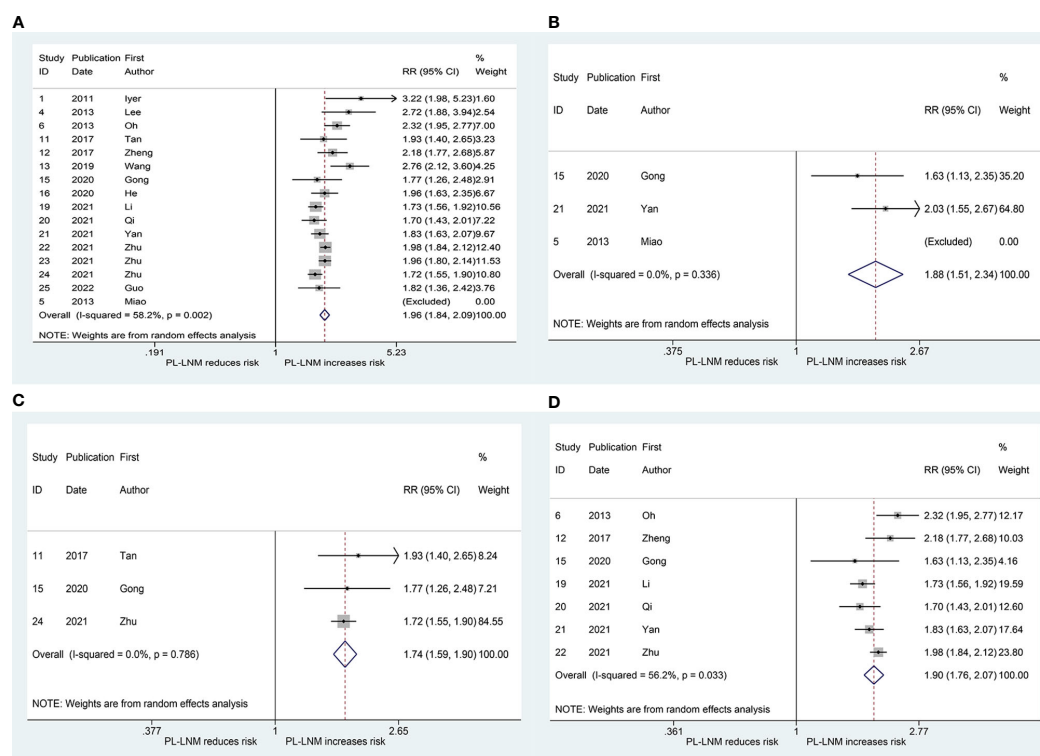 A
Study Publication First %
ID Date Author RR (95% CI) Weight
1 2011 Iyer 3.22 (1.98, 5.23) 1.60
4 2013 Lee 2.72 (1.88, 3.94) 2.54
6 2013 Oh 2.32 (1.95, 2.77) 7.00
11 2017 Tan 1.93 (1.40, 2.65) 3.23
12 2017 Zheng 2.18 (1.77, 2.68) 5.87
13 2019 Wang 2.76 (2.12, 3.60) 4.25
15 2020 Gong 1.77 (1.26, 2.48) 2.91
16 2020 He 1.96 (1.63, 2.35) 6.67
19 2021 Li 1.73 (1.56, 1.92) 10.56
20 2021 Qi 1.70 (1.43, 2.01) 7.22
21 2021 Yan 1.83 (1.63, 2.07) 9.67
22 2021 Zhu 1.98 (1.84, 2.12) 12.40
23 2021 Zhu 1.96 (1.80, 2.14) 11.53
24 2021 Zhu 1.72 (1.55, 1.90) 10.80
25 2022 Guo 1.82 (1.36, 2.42) 3.76
5 2013 Miao (Excluded) 0.00
Overall (I-squared = 58.2%, p = 0.002) 1.96 (1.84, 2.09) 100.00
NOTE: Weights are from random effects analysis
.191 1 5.23
PL-LNM reduces risk PL-LNM increases risk
B
Study Publication First %
ID Date Author RR (95% CI) Weight
15 2020 Gong 1.63 (1.13, 2.35) 35.20
21 2021 Yan 2.03 (1.55, 2.67) 64.80
5 2013 Miao (Excluded) 0.00
Overall (I-squared = 0.0%, p = 0.336) 1.88 (1.51, 2.34) 100.00
NOTE: Weights are from random effects analysis
.375 1 2.67
PL-LNM reduces risk PL-LNM increases risk
C
Study Publication First %
ID Date Author RR (95% CI) Weight
11 2017 Tan 1.93 (1.40, 2.65) 8.24
15 2020 Gong 1.77 (1.26, 2.48) 7.21
24 2021 Zhu 1.72 (1.55, 1.90) 84.55
Overall (I-squared = 0.0%, p = 0.786) 1.74 (1.59, 1.90) 100.00
NOTE: Weights are from random effects analysis
.377 1 2.65
PL-LNM reduces risk PL-LNM increases risk
D
Study Publication First %
ID Date Author RR (95% CI) Weight
6 2013 Oh 2.32 (1.95, 2.77) 12.17
12 2017 Zheng 2.18 (1.77, 2.68) 10.03
15 2020 Gong 1.63 (1.13, 2.35) 4.16
19 2021 Li 1.73 (1.56, 1.92) 19.59
20 2021 Qi 1.70 (1.43, 2.01) 12.60
21 2021 Yan 1.83 (1.63, 2.07) 17.64
22 2021 Zhu 1.98 (1.84, 2.12) 23.80
Overall (I-squared = 56.2%, p = 0.033) 1.90 (1.76, 2.07) 100.00
NOTE: Weights are from random effects analysis
.361 1 2.77
PL-LNM reduces risk PL-LNM increases risk